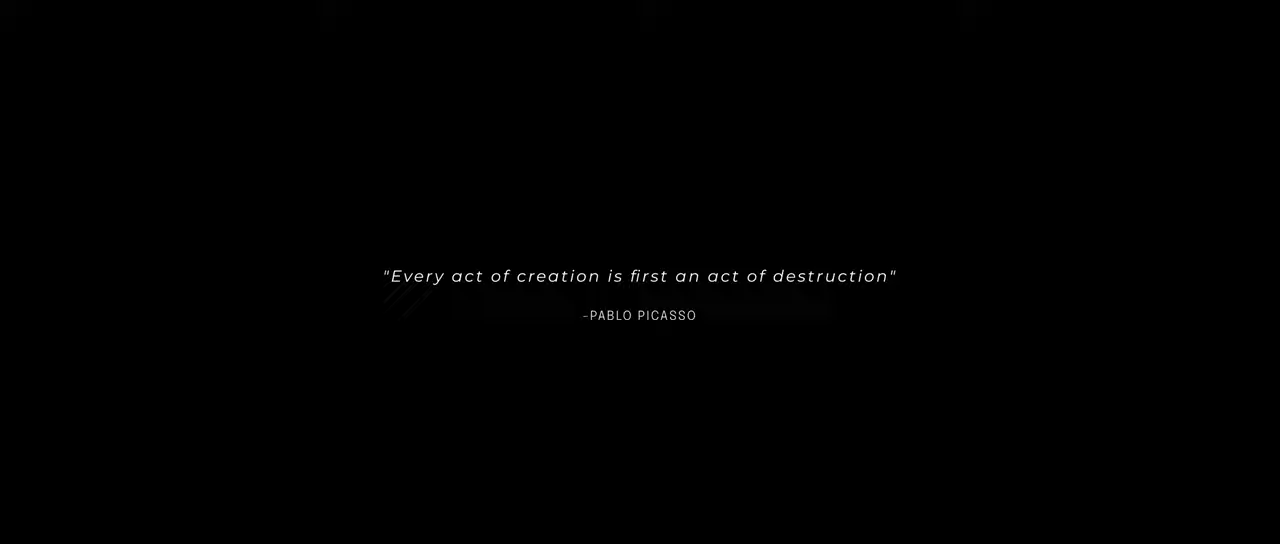 "Every act of creation is first an act of destruction"
–PABLO PICASSO